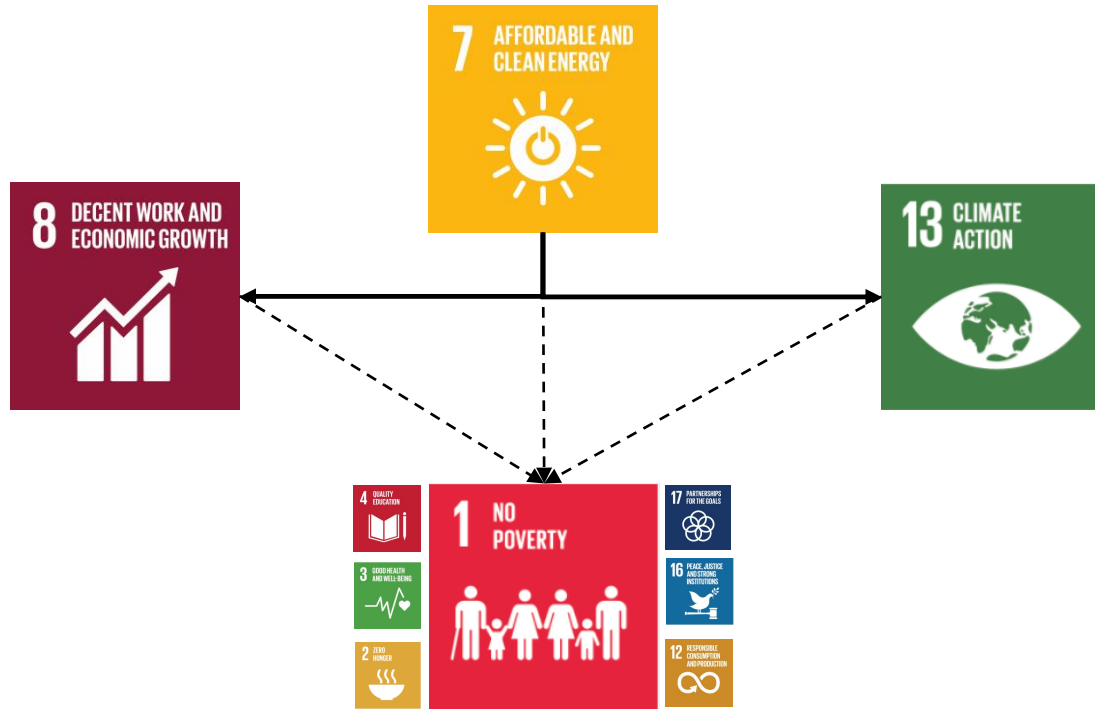 7 AFFORDABLE AND
CLEAN ENERGY
8 DECENT WORK AND
ECONOMIC GROWTH
13 CLIMATE
ACTION
4 QUALITY
EDUCATION
1 NO
POVERTY
17 PARTNERSHIPS
FOR THE GOALS
3 GOOD HEALTH
AND WELL-BEING
16 PEACE, JUSTICE
AND STRONG
INSTITUTIONS
2 ZERO
HUNGER
12 RESPONSIBLE
CONSUMPTION
AND PRODUCTION